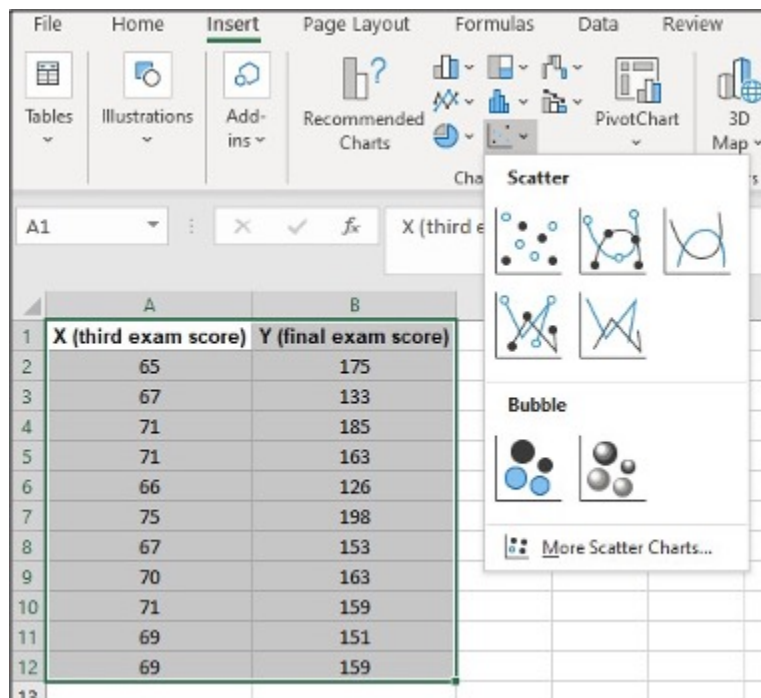 File Home Insert Page Layout Formulas Data Review
Tables
Illustrations
Add-
ins
Recommended
Charts
PivotChart
3D
Map
Cha
s
Scatter
Bubble
More Scatter Charts...
A1
fx
X (third e
A B
1 X (third exam score) Y (final exam score)
2 65 175
3 67 133
4 71 185
5 71 163
6 66 126
7 75 198
8 67 153
9 70 163
10 71 159
11 69 151
12 69 159
13